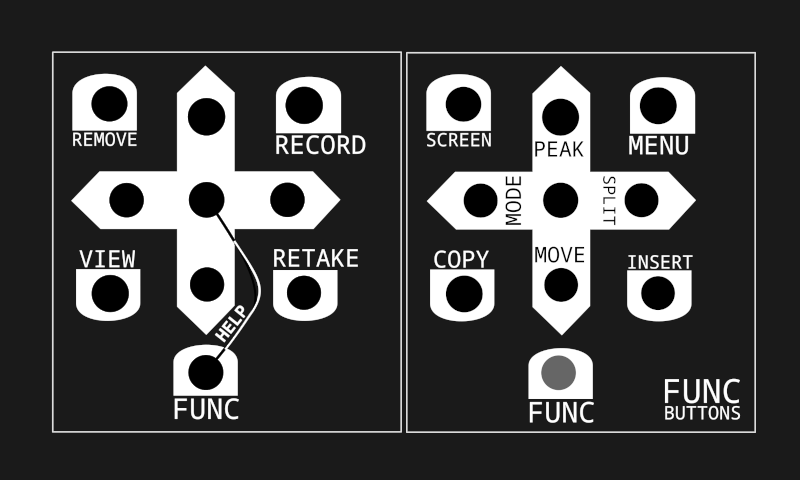 REMOVE
RECORD
VIEW
RETAKE
HELP
FUNC
SCREEN
MENU
PEAK
MODE
SPLIT
COPY
MOVE
INSERT
FUNC
FUNC
BUTTONS